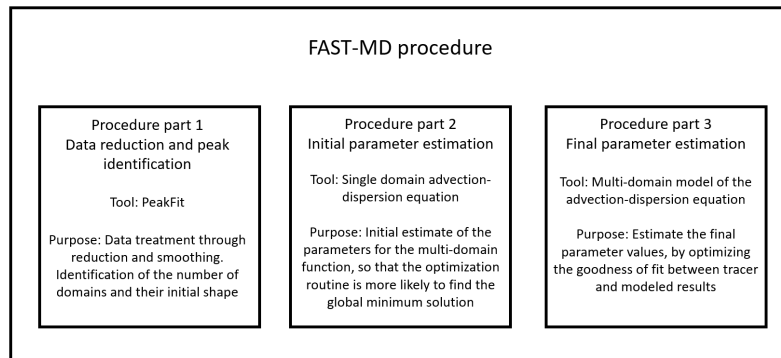 FAST-MD procedure
Procedure part 1
Data reduction and peak
identification
Tool: PeakFit
Purpose: Data treatment through
reduction and smoothing.
Identification of the number of
domains and their initial shape
Procedure part 2
Initial parameter estimation
Tool: Single domain advection-
dispersion equation
Purpose: Initial estimate of the
parameters for the multi-domain
function, so that the optimization
routine is more likely to find the
global minimum solution
Procedure part 3
Final parameter estimation
Tool: Multi-domain model of the
advection-dispersion equation
Purpose: Estimate the final
parameter values, by optimizing
the goodness of fit between tracer
and modeled results